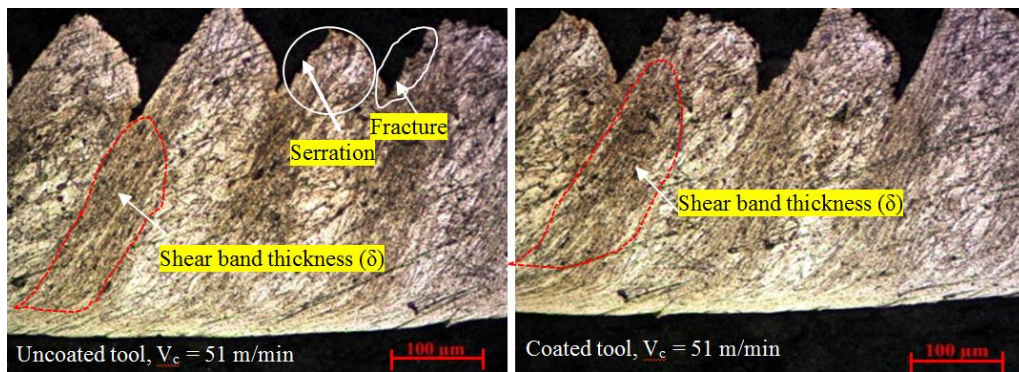 Fracture
Serration
Shear band thickness (δ)
Uncoated tool, Vc = 51 m/min
100 µm
Shear band thickness (δ)
Coated tool, Vc = 51 m/min
100 µm